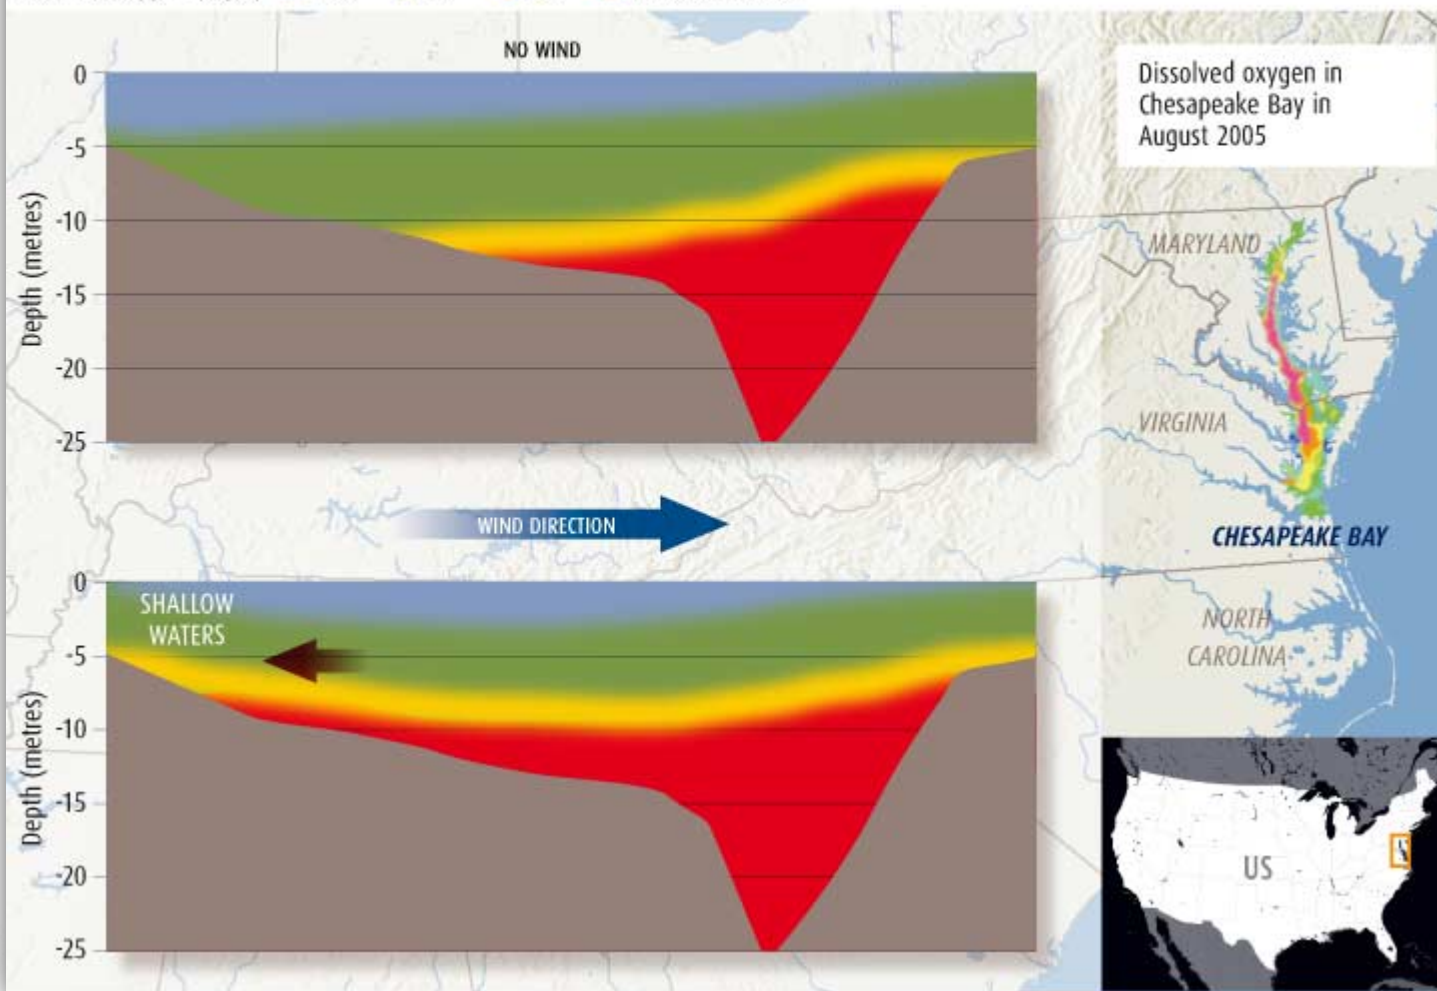 NO WIND
0
-5
-10
-15
-20
-25
Depth (metres)
WIND DIRECTION
0
-5
-10
-15
-20
-25
Depth (metres)
SHALLOW
WATERS
Dissolved oxygen in
Chesapeake Bay in
August 2005
MARYLAND
VIRGINIA
CHESAPEAKE BAY
NORTH
CAROLINA
US